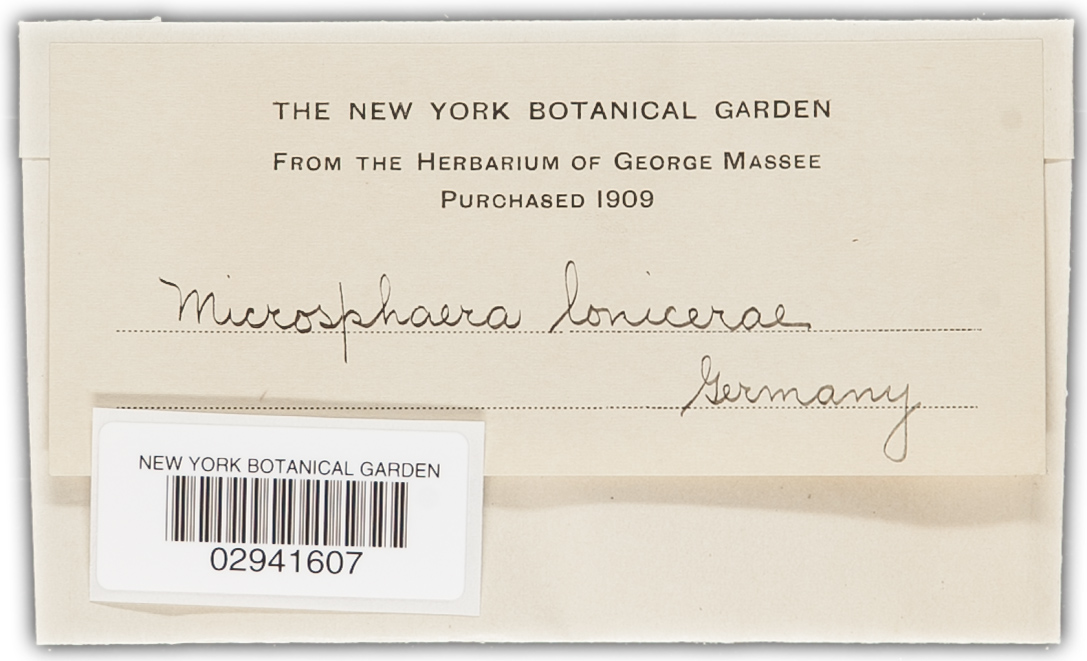 THE NEW YORK BOTANICAL GARDEN
FROM THE HERBARIUM OF GEORGE MASSEE
PURCHASED 1909
Microsphaera lonicerae
Germany
NEW YORK BOTANICAL GARDEN
02941607